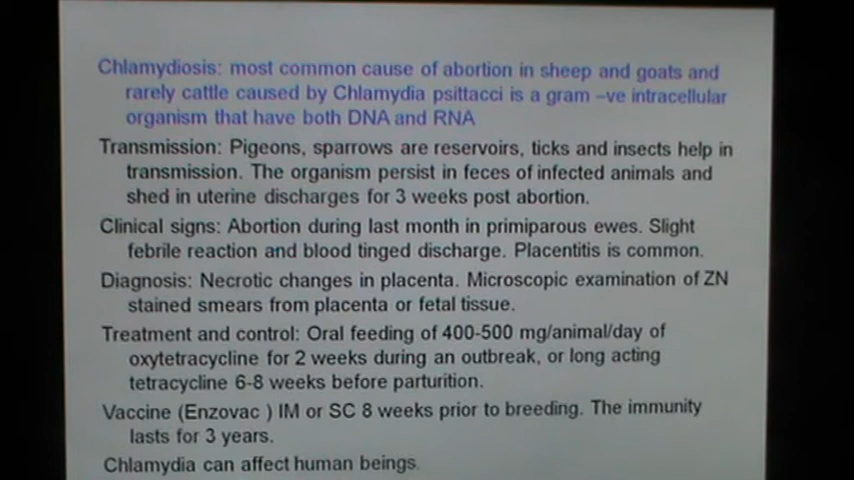 Chlamydiosis: most common cause of abortion in sheep and goats and
rarely cattle caused by Chlamydia psittacci is a gram –ve intracellular
organism that have both DNA and RNA
Transmission: Pigeons, sparrows are reservoirs, ticks and insects help in
transmission. The organism persist in feces of infected animals and
shed in uterine discharges for 3 weeks post abortion.
Clinical signs: Abortion during last month in primiparous ewes. Slight
febrile reaction and blood tinged discharge. Placentitis is common.
Diagnosis: Necrotic changes in placenta. Microscopic examination of ZN
stained smears from placenta or fetal tissue.
Treatment and control: Oral feeding of 400-500 mg/animal/day of
oxytetracycline for 2 weeks during an outbreak, or long acting
tetracycline 6-8 weeks before parturition.
Vaccine (Enzovac ) IM or SC 8 weeks prior to breeding. The immunity
lasts for 3 years.
Chlamydia can affect human beings.